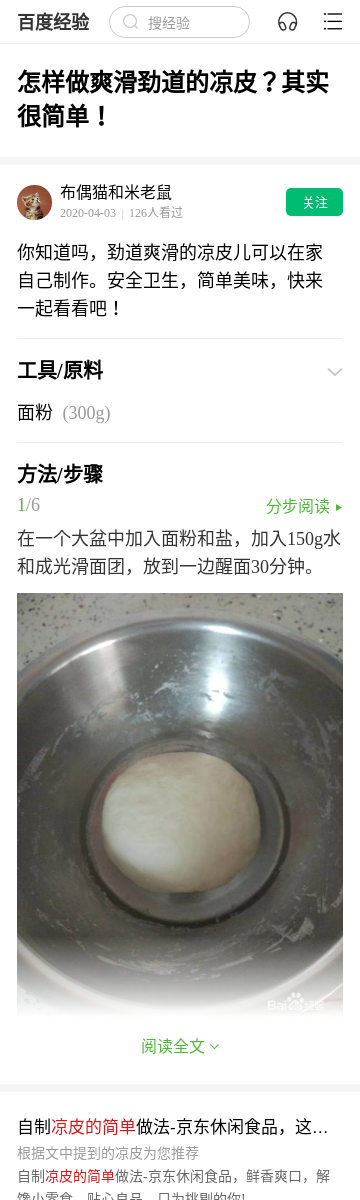 百度经验
搜经验
怎样做爽滑劲道的凉皮？其实
很简单！
布偶猫和米老鼠
2020-04-03 | 126人看过
关注
你知道吗，劲道爽滑的凉皮儿可以在家
自己制作。安全卫生，简单美味，快来
一起看看吧！
工具/原料
面粉 (300g)
方法/步骤
1/6
分步阅读
在一个大盆中加入面粉和盐，加入150g水
和成光滑面团，放到一边醒面30分钟。
阅读全文
自制凉皮的简单做法-京东休闲食品，这…
根据文中提到的凉皮为您推荐
自制凉皮的简单做法-京东休闲食品，鲜香爽口，解
馋小零食，贴心良品，只为挑剔的你!